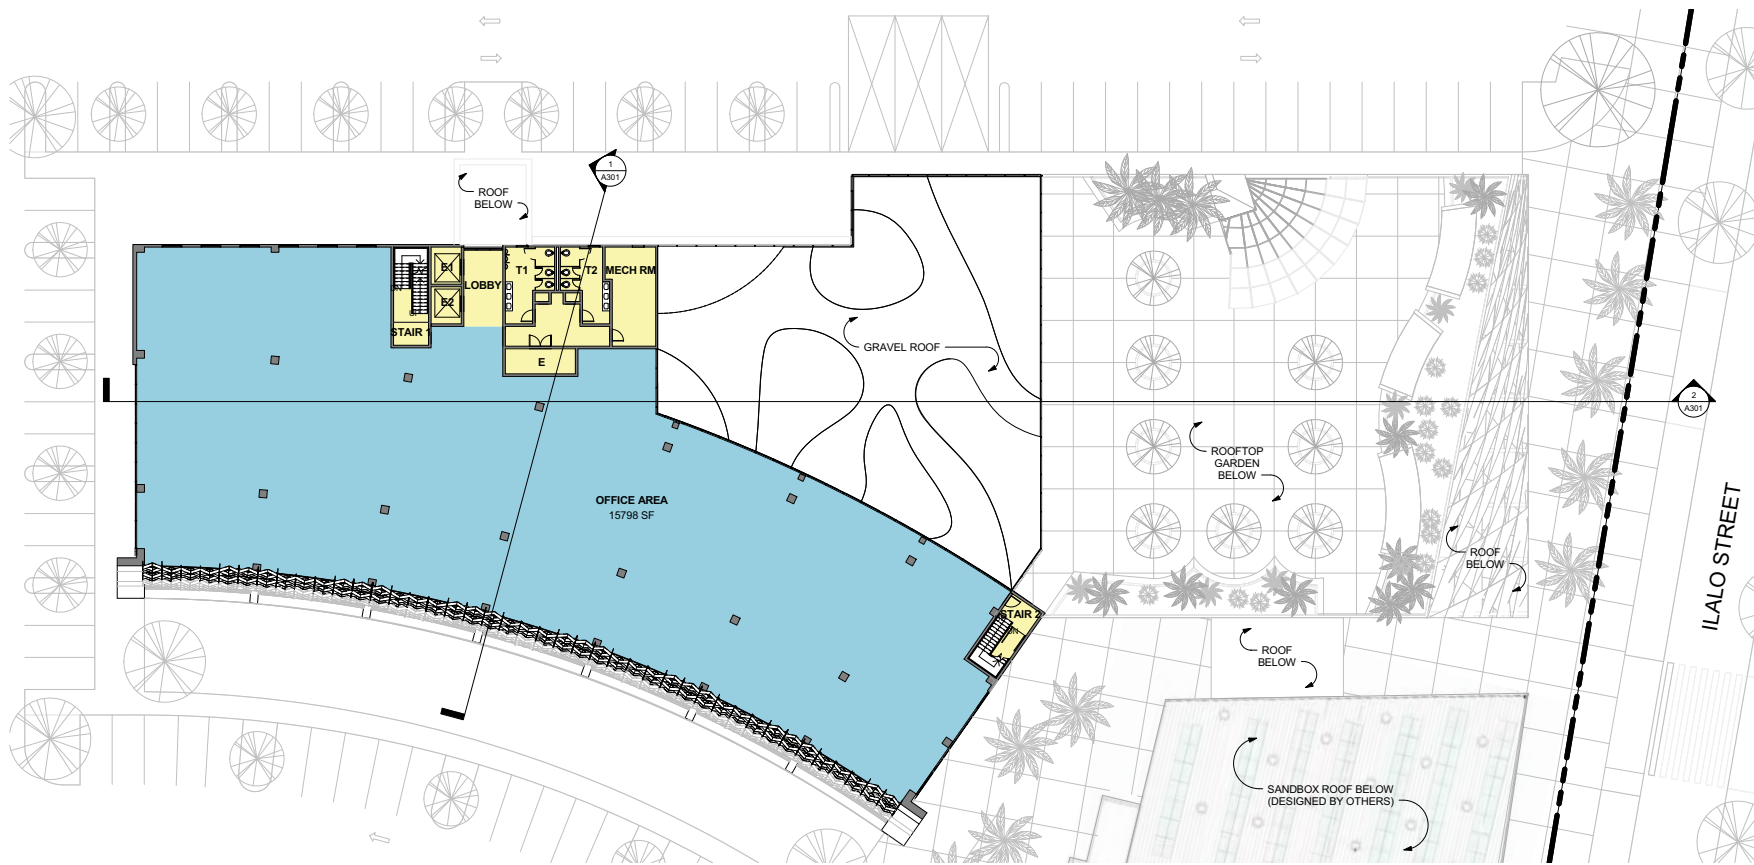 1
A301
ROOF
BELOW
E1
LOBBY
T1
T2
MECH RM
E2
STAIR 1
E
GRAVEL ROOF
2
A301
ROOFTOP
GARDEN
BELOW
OFFICE AREA
15798 SF
ROOF
BELOW
ILALO STREET
STAIR 2
DN
ROOF
BELOW
SANDBOX ROOF BELOW
(DESIGNED BY OTHERS)